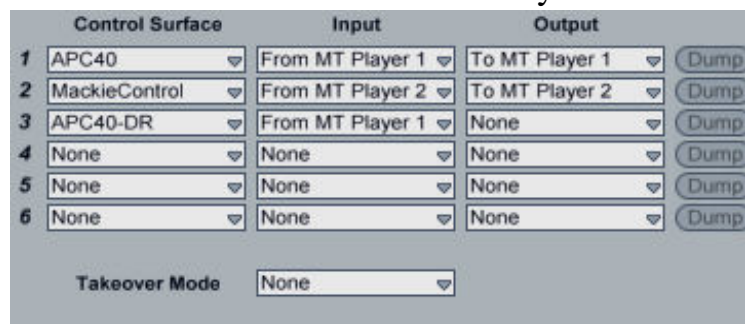 Control Surface Input Output
1 APC40 From MT Player 1 To MT Player 1 Dump
2 MackieControl From MT Player 2 To MT Player 2 Dump
3 APC40-DR From MT Player 1 None Dump
4 None None None Dump
5 None None None Dump
6 None None None Dump
Takeover Mode None